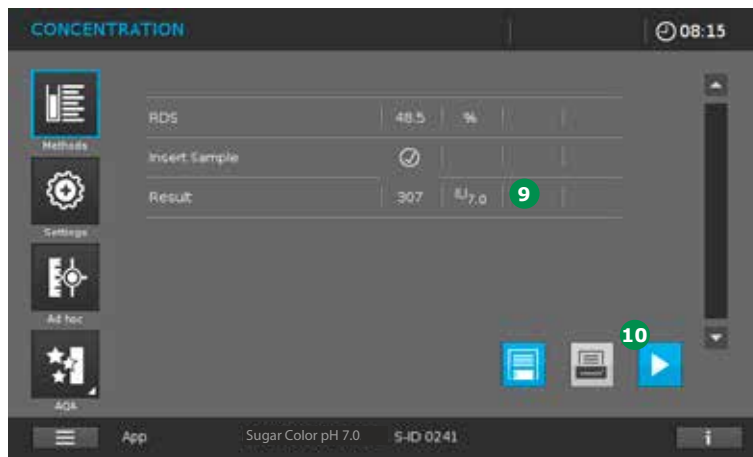 CONCENTRATION 08:15
Methods
RDS 48.5 %
Insert Sample
Result 307 IU7.0 9
Settings
Ad hoc
10
AQA
App Sugar Color pH 7.0 S-ID 0241 i